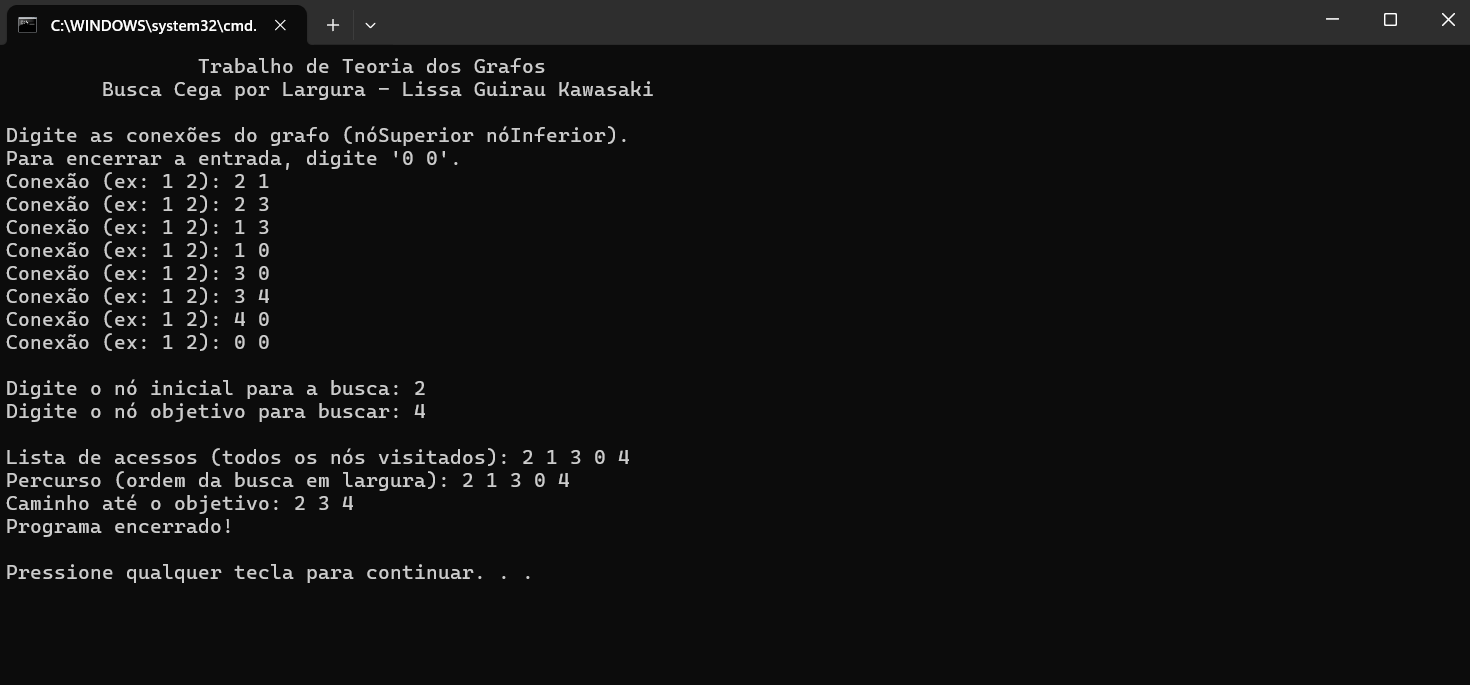 C:\WINDOWS\system32\cmd.
Trabalho de Teoria dos Grafos
Busca Cega por Largura - Lissa Guirau Kawasaki
Digite as conexões do grafo (nóSuperior nóInferior).
Para encerrar a entrada, digite '0 0'.
Conexão (ex: 1 2): 2 1
Conexão (ex: 1 2): 2 3
Conexão (ex: 1 2): 1 3
Conexão (ex: 1 2): 1 0
Conexão (ex: 1 2): 3 0
Conexão (ex: 1 2): 3 4
Conexão (ex: 1 2): 4 0
Conexão (ex: 1 2): 0 0
Digite o nó inicial para a busca: 2
Digite o nó objetivo para buscar: 4
Lista de acessos (todos os nós visitados): 2 1 3 0 4
Percurso (ordem da busca em largura): 2 1 3 0 4
Caminho até o objetivo: 2 3 4
Programa encerrado!
Pressione qualquer tecla para continuar. . .